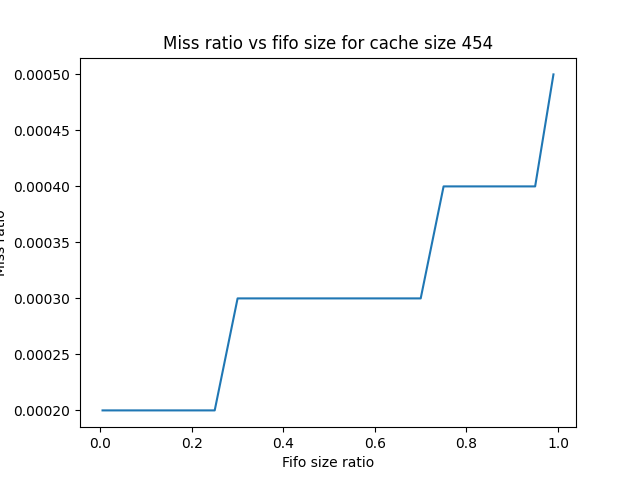 Miss ratio vs fifo size for cache size 454
0.00050
0.00045
0.00040
0.00035
0.00030
0.00025
0.00020
Miss ratio
0.0 0.2 0.4 0.6 0.8 1.0
Fifo size ratio